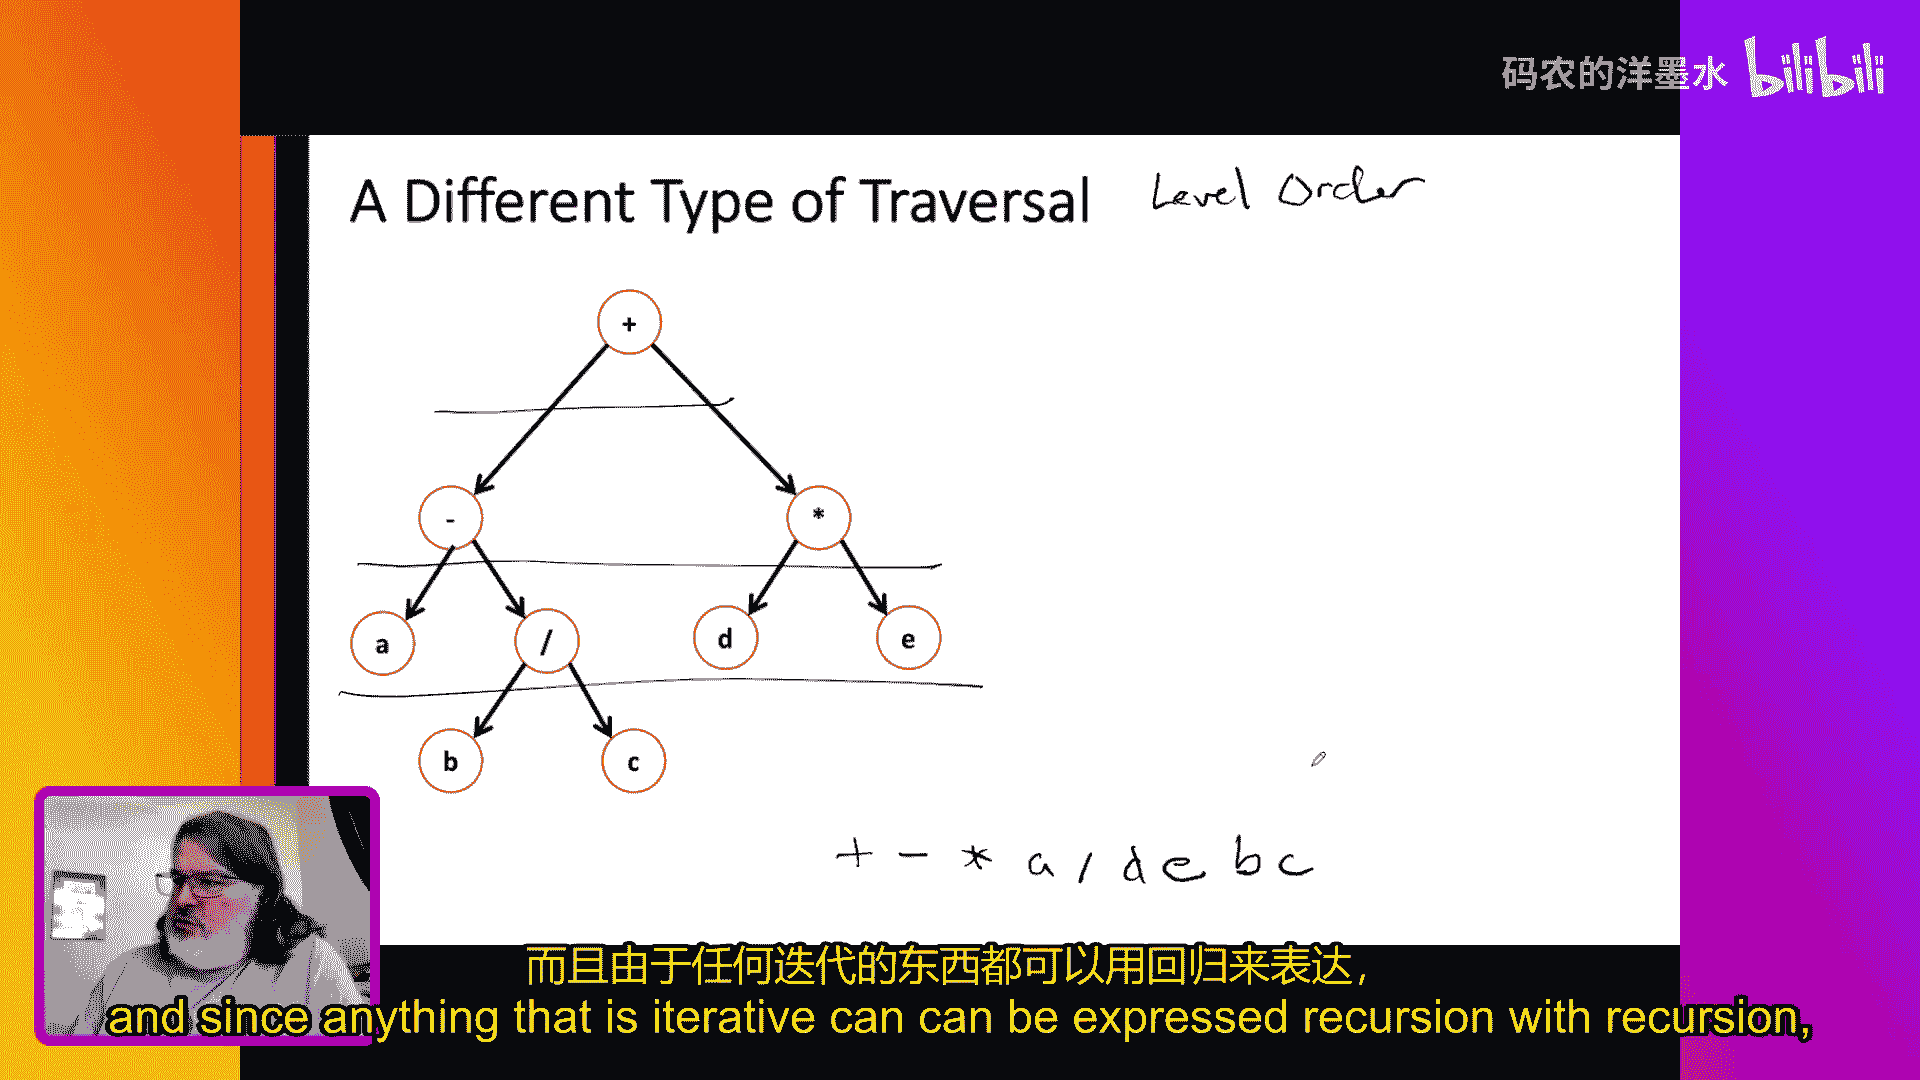 码农的洋墨水 bilibili
A Different Type of Traversal Level Order
+
- *
a / d e
b c
+ - * a / d e b c
而且由于任何迭代的东西都可以用回归来表达，
and since anything that is iterative can can be expressed recursion with recursion,